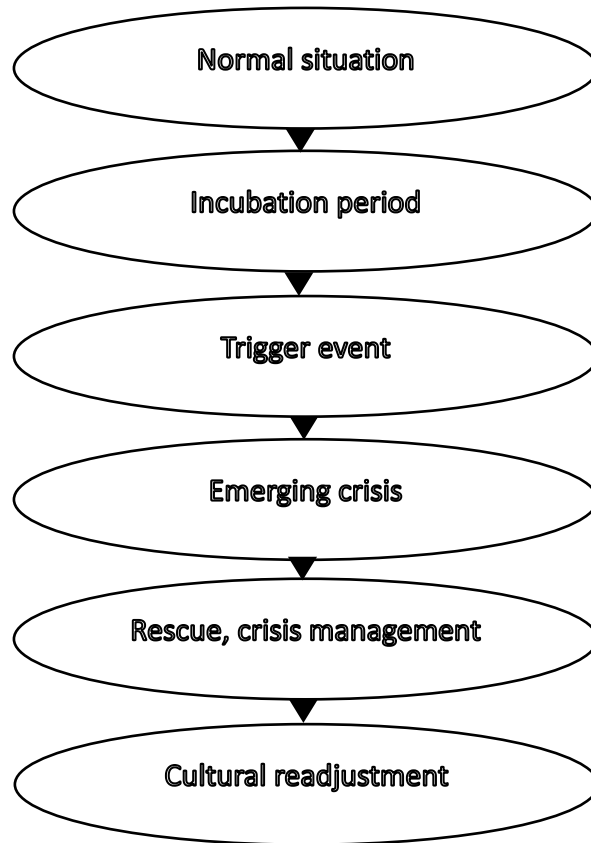 Normal situation
Incubation period
Trigger event
Emerging crisis
Rescue, crisis management
Cultural readjustment